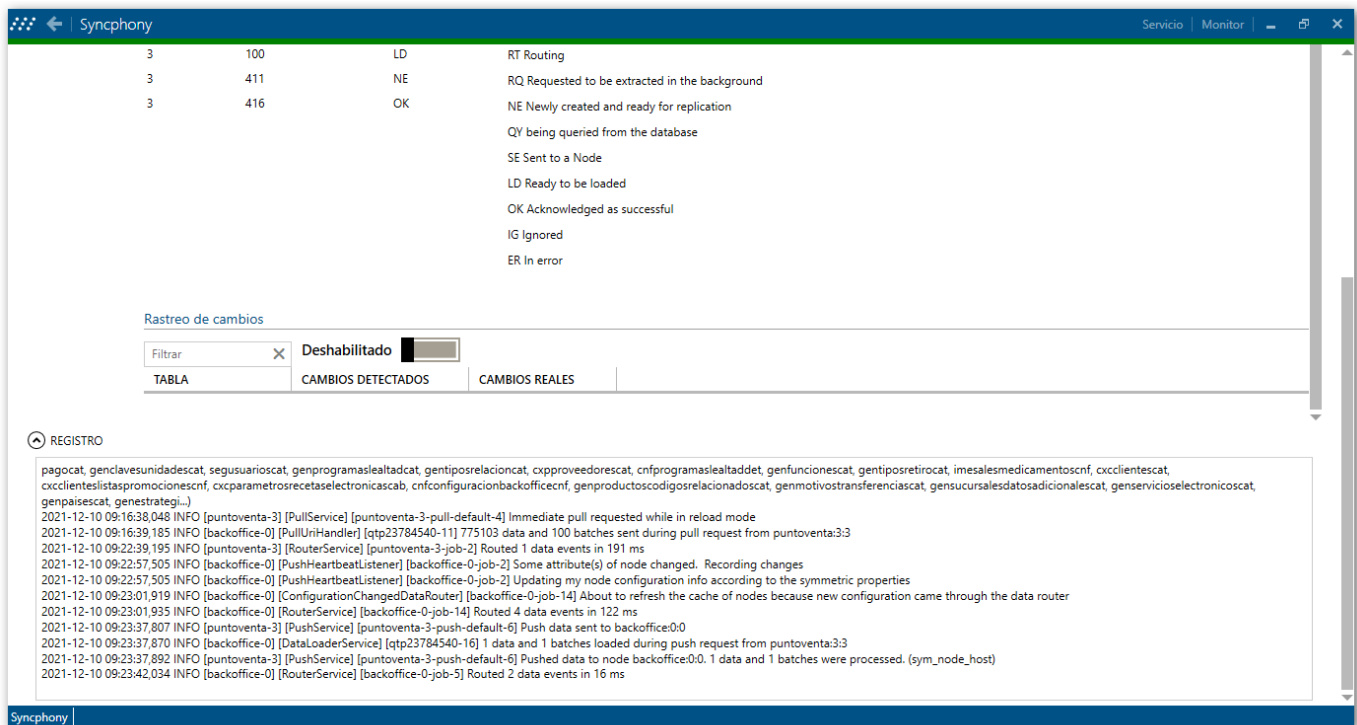 Syncphony
Servicio | Monitor
3 100 LD RT Routing
3 411 NE RQ Requested to be extracted in the background
3 416 OK NE Newly created and ready for replication
QY being queried from the database
SE Sent to a Node
LD Ready to be loaded
OK Acknowledged as successful
IG Ignored
ER In error
Rastreo de cambios
Filtrar Deshabilitado
TABLA CAMBIOS DETECTADOS CAMBIOS REALES
REGISTRO
pagocat, genclavesunidadescat, segusuarioscat, genprogramaslealtadcat, gentiposrelacioncat, cxpproveedorescat, cnfprogramaslealtaddet, genfuncionescat, gentiposretirocat, imesalesmedicamentoscnf, cxcclientescat,
cxcclienteslistaspromocionescnf, cxcparametrosrecetaselectronicascab, cnfconfiguracionbackofficecnf, genproductoscodigosrelacionadoscat, genmotivostransferenciascat, gensucursalesdatosadicionalescat, genservicioselectronicoscat,
genpaisescat, genestrategi...)
2021-12-10 09:16:38,048 INFO [puntoventa-3] [PullService] [puntoventa-3-pull-default-4] Immediate pull requested while in reload mode
2021-12-10 09:16:39,185 INFO [backoffice-0] [PullUriHandler] [qtp23784540-11] 775103 data and 100 batches sent during pull request from puntoventa:3:3
2021-12-10 09:22:39,195 INFO [puntoventa-3] [RouterService] [puntoventa-3-job-2] Routed 1 data events in 191 ms
2021-12-10 09:22:57,505 INFO [backoffice-0] [PushHeartbeatListener] [backoffice-0-job-2] Some attribute(s) of node changed.  Recording changes
2021-12-10 09:22:57,505 INFO [backoffice-0] [PushHeartbeatListener] [backoffice-0-job-2] Updating my node configuration info according to the symmetric properties
2021-12-10 09:23:01,919 INFO [backoffice-0] [ConfigurationChangedDataRouter] [backoffice-0-job-14] About to refresh the cache of nodes because new configuration came through the data router
2021-12-10 09:23:01,935 INFO [backoffice-0] [RouterService] [backoffice-0-job-14] Routed 4 data events in 122 ms
2021-12-10 09:23:37,807 INFO [puntoventa-3] [PushService] [puntoventa-3-push-default-6] Push data sent to backoffice:0:0
2021-12-10 09:23:37,870 INFO [backoffice-0] [DataLoaderService] [qtp23784540-16] 1 data and 1 batches loaded during push request from puntoventa:3:3
2021-12-10 09:23:37,892 INFO [puntoventa-3] [PushService] [puntoventa-3-push-default-6] Pushed data to node backoffice:0:0. 1 data and 1 batches were processed. (sym_node_host)
2021-12-10 09:23:42,034 INFO [backoffice-0] [RouterService] [backoffice-0-job-5] Routed 2 data events in 16 ms
Syncphony